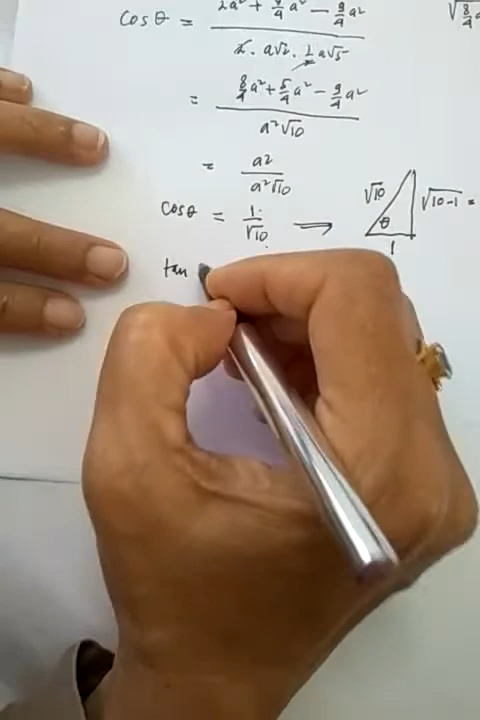 cos θ = 2a² + 5/4 a² − 9/4 a² / 2 · a√2 · 1/2 a√5
= 8/4 a² + 5/4 a² − 9/4 a² / a²√10
= a2 / a²√10
cos θ = 1 / √10 ⟶ √10 θ 1 √10-1 =
tan